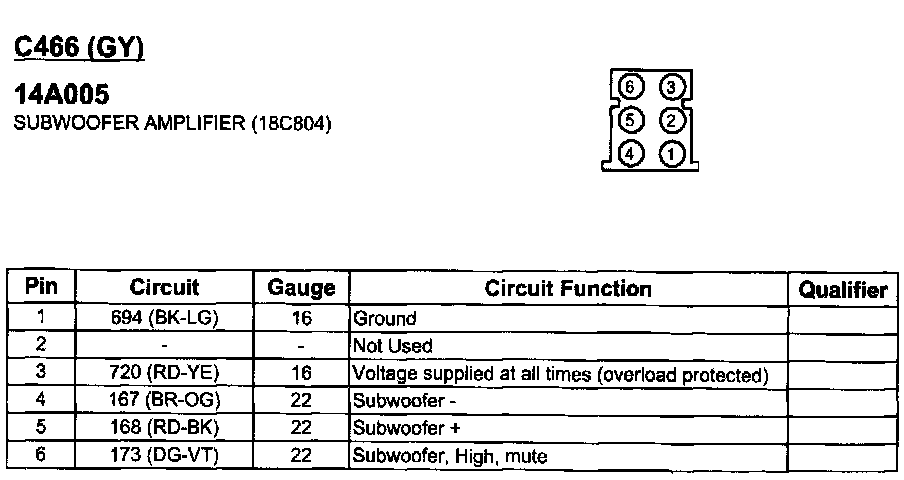 C466 (GY)
14A005
SUBWOOFER AMPLIFIER (18C804)
6 3
5 2
4 1
Pin Circuit Gauge Circuit Function Qualifier
1 694 (BK-LG) 16 Ground
2 - - Not Used
3 720 (RD-YE) 16 Voltage supplied at all times (overload protected)
4 167 (BR-OG) 22 Subwoofer -
5 168 (RD-BK) 22 Subwoofer +
6 173 (DG-VT) 22 Subwoofer, High, mute